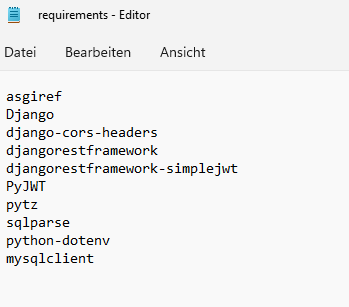 requirements - Editor
Datei Bearbeiten Ansicht
asgiref
Django
django-cors-headers
djangorestframework
djangorestframework-simplejwt
PyJWT
pytz
sqlparse
python-dotenv
mysqlclient